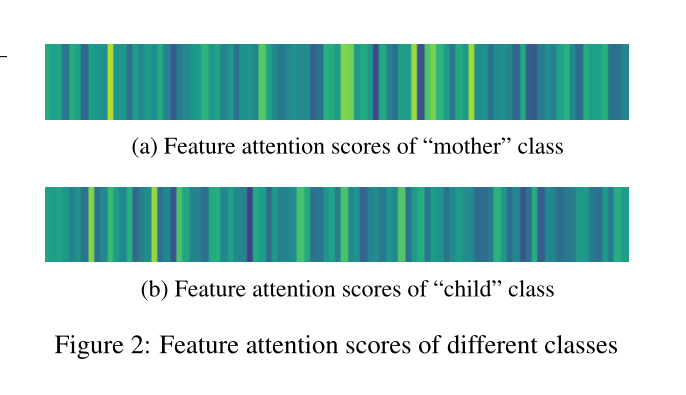 (a) Feature attention scores of “mother” class
(b) Feature attention scores of “child” class
Figure 2: Feature attention scores of different classes